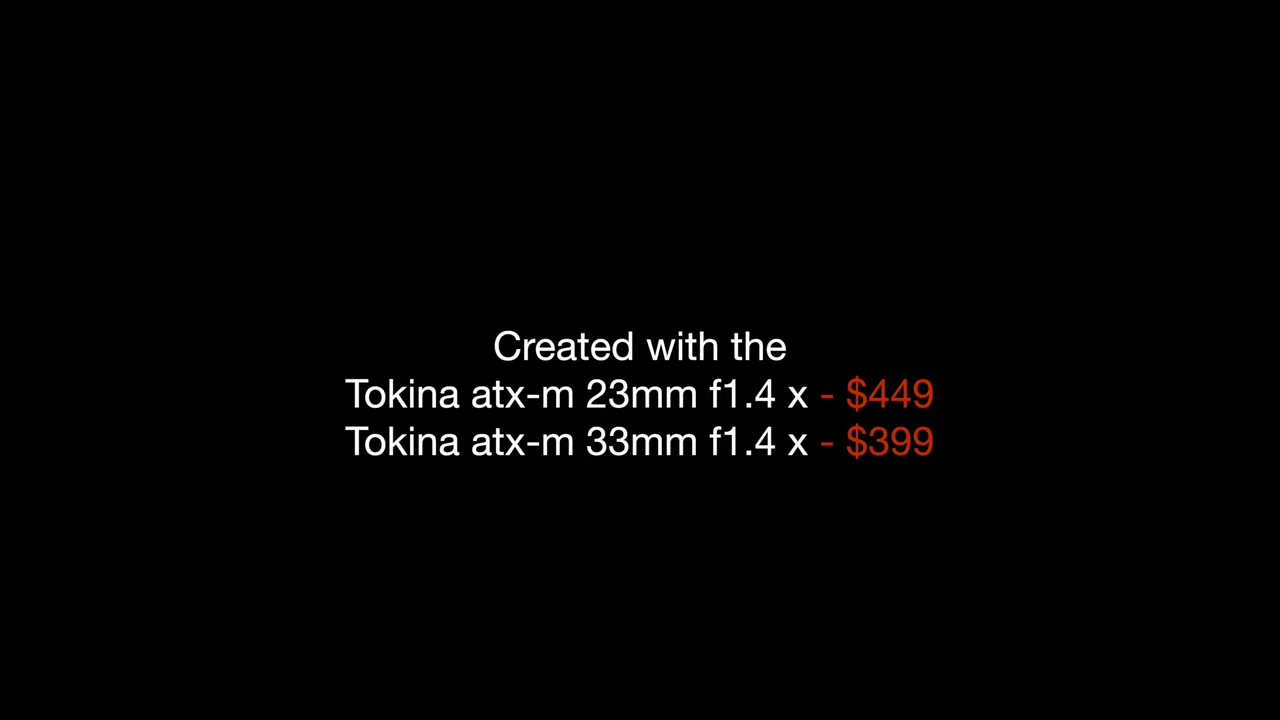 Created with the
Tokina atx-m 23mm f1.4 x - $449
Tokina atx-m 33mm f1.4 x - $399